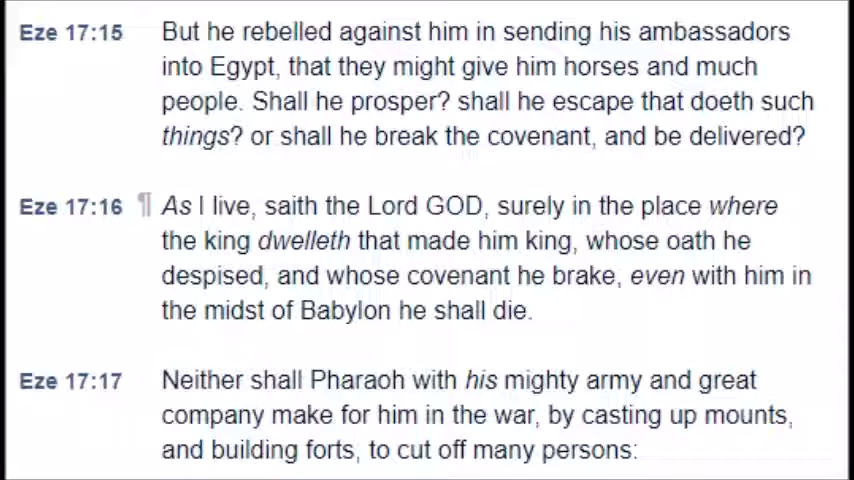 Eze 17:15 But he rebelled against him in sending his ambassadors
into Egypt, that they might give him horses and much
people. Shall he prosper? shall he escape that doeth such
things? or shall he break the covenant, and be delivered?
Eze 17:16 ¶ As I live, saith the Lord GOD, surely in the place where
the king dwelleth that made him king, whose oath he
despised, and whose covenant he brake, even with him in
the midst of Babylon he shall die.
Eze 17:17 Neither shall Pharaoh with his mighty army and great
company make for him in the war, by casting up mounts,
and building forts, to cut off many persons: